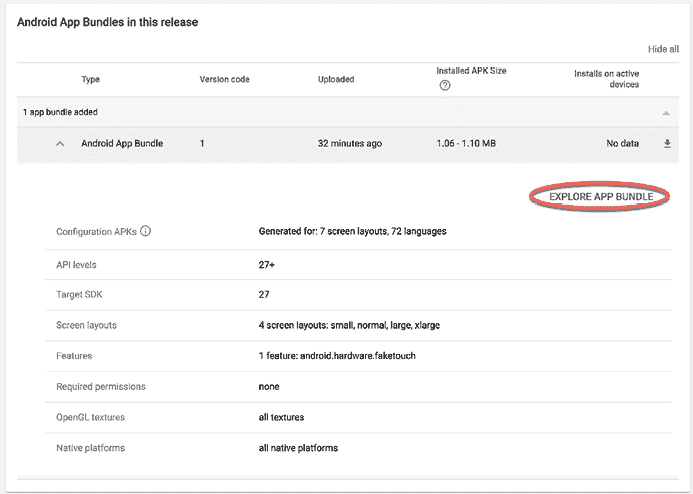 Android App Bundles in this release
Hide all
Type Version code Uploaded Installed APK Size Installs on active devices
1 app bundle added
Android App Bundle 1 32 minutes ago 1.06 - 1.10 MB No data
EXPLORE APP BUNDLE
Configuration APKs Generated for: 7 screen layouts, 72 languages
API levels 27+
Target SDK 27
Screen layouts 4 screen layouts: small, normal, large, xlarge
Features 1 feature: android.hardware.faketouch
Required permissions none
OpenGL textures all textures
Native platforms all native platforms